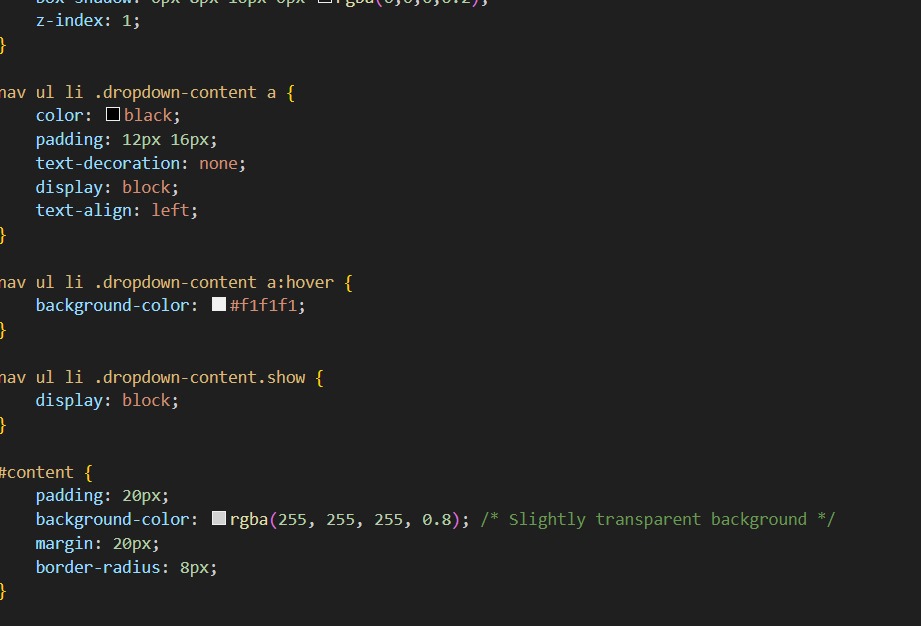 box-shadow: 0px 8px 16px 0px rgba(0,0,0,0.2);
z-index: 1;
}
nav ul li .dropdown-content a {
color: black;
padding: 12px 16px;
text-decoration: none;
display: block;
text-align: left;
}
nav ul li .dropdown-content a:hover {
background-color: #f1f1f1;
}
nav ul li .dropdown-content.show {
display: block;
}
#content {
padding: 20px;
background-color: rgba(255, 255, 255, 0.8); /* Slightly transparent background */
margin: 20px;
border-radius: 8px;
}